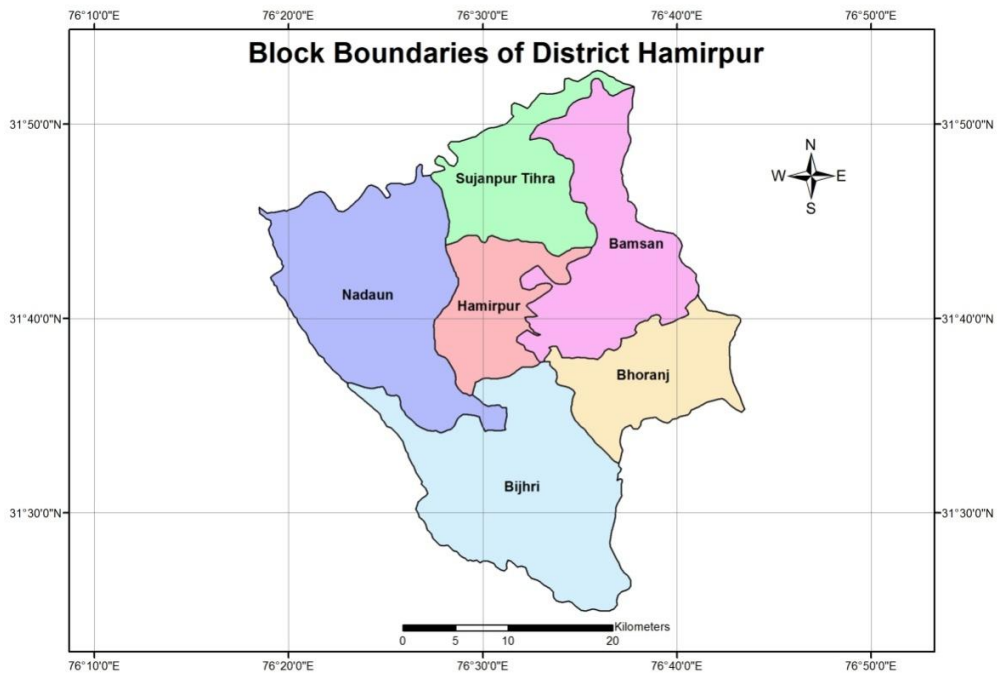 76°10'0"E 76°20'0"E 76°30'0"E 76°40'0"E 76°50'0"E
Block Boundaries of District Hamirpur
31°50'0"N 31°50'0"N
N
W E
S
Sujanpur Tihra
Bamsan
Nadaun
Hamirpur
31°40'0"N 31°40'0"N
Bhoranj
Bijhri
31°30'0"N 31°30'0"N
Kilometers
0 5 10 20
76°10'0"E 76°20'0"E 76°30'0"E 76°40'0"E 76°50'0"E